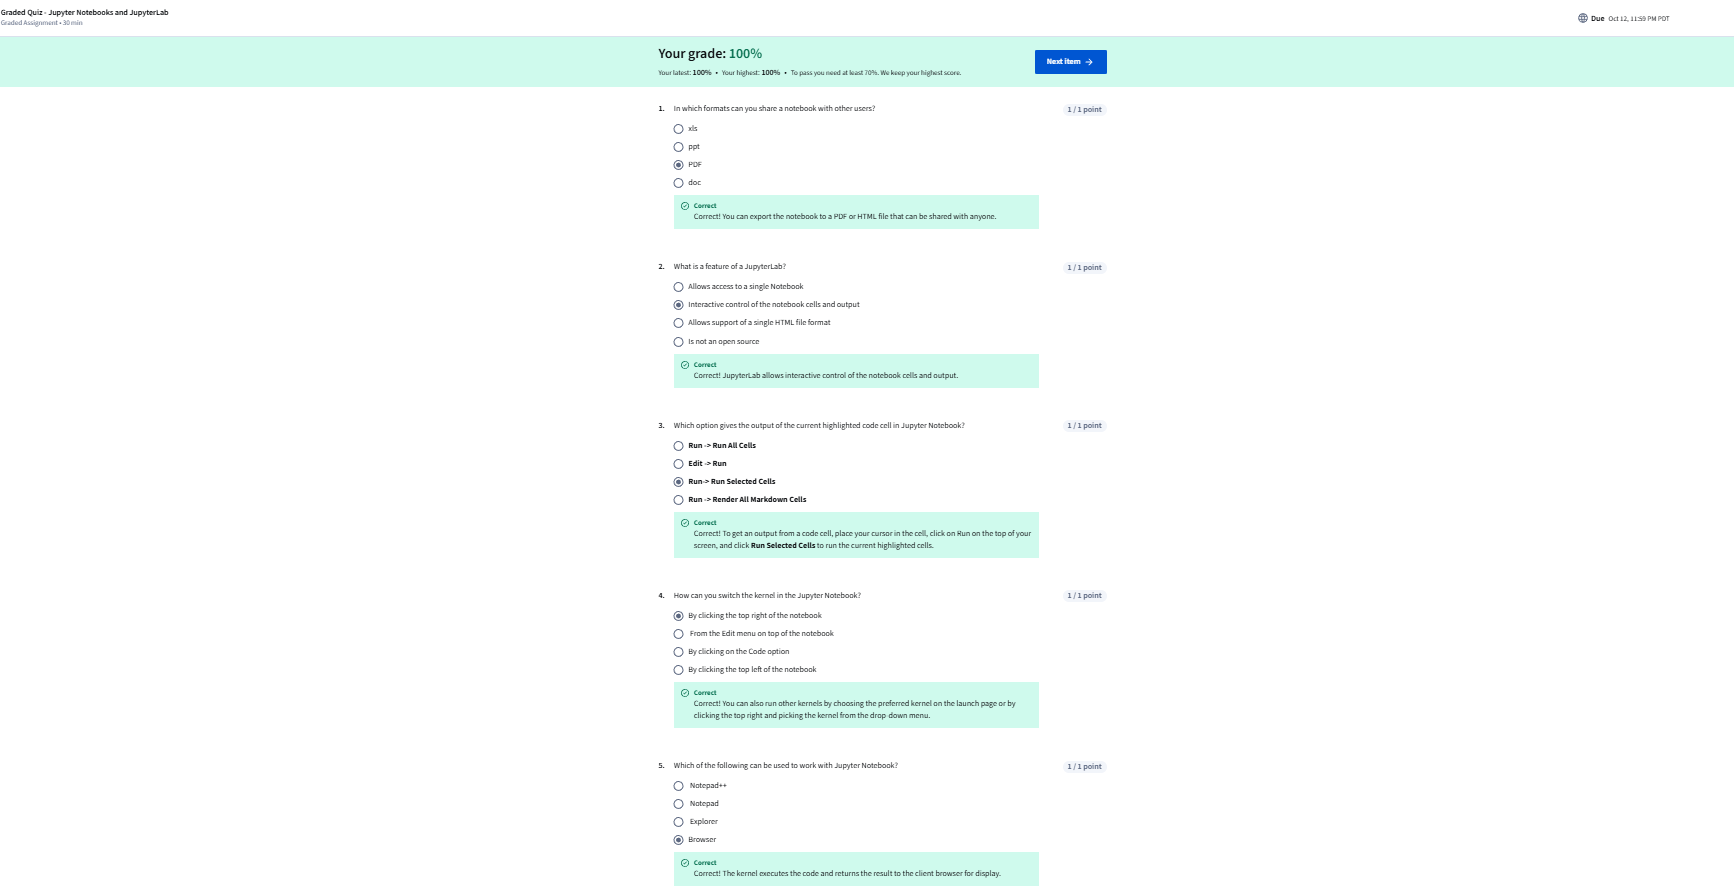 Graded Quiz - Jupyter Notebooks and JupyterLab
Graded Assignment • 30 min
Due Oct 12, 11:59 PM PDT
Your grade: 100%
Your latest: 100% • Your highest: 100% • To pass you need at least 70%. We keep your highest score.
Next item →
1. In which formats can you share a notebook with other users?
1 / 1 point
xls
ppt
PDF
doc
Correct
Correct! You can export the notebook to a PDF or HTML file that can be shared with anyone.
2. What is a feature of a JupyterLab?
1 / 1 point
Allows access to a single Notebook
Interactive control of the notebook cells and output
Allows support of a single HTML file format
Is not an open source
Correct
Correct! JupyterLab allows interactive control of the notebook cells and output.
3. Which option gives the output of the current highlighted code cell in Jupyter Notebook?
1 / 1 point
Run -> Run All Cells
Edit -> Run
Run-> Run Selected Cells
Run -> Render All Markdown Cells
Correct
Correct! To get an output from a code cell, place your cursor in the cell, click on Run on the top of your
screen, and click Run Selected Cells to run the current highlighted cells.
4. How can you switch the kernel in the Jupyter Notebook?
1 / 1 point
By clicking the top right of the notebook
From the Edit menu on top of the notebook
By clicking on the Code option
By clicking the top left of the notebook
Correct
Correct! You can also run other kernels by choosing the preferred kernel on the launch page or by
clicking the top right and picking the kernel from the drop-down menu.
5. Which of the following can be used to work with Jupyter Notebook?
1 / 1 point
Notepad++
Notepad
Explorer
Browser
Correct
Correct! The kernel executes the code and returns the result to the client browser for display.